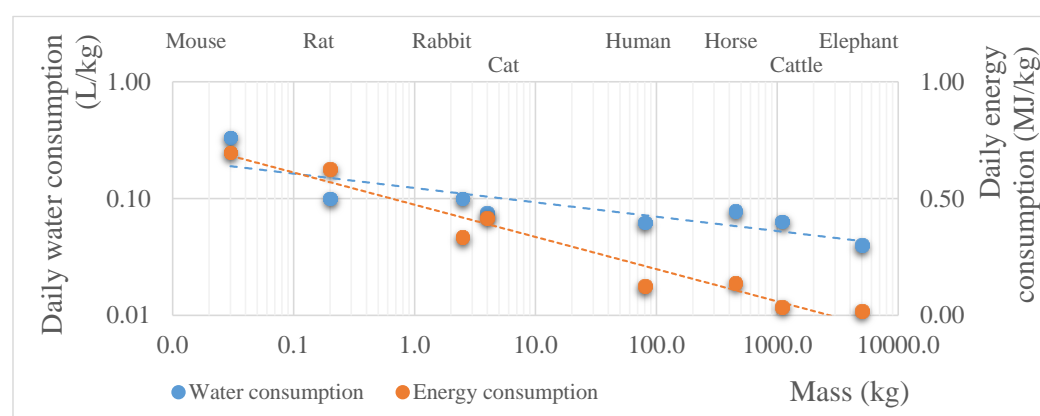 Mouse Rat Rabbit Human Horse Elephant
Cat Cattle
Daily water consumption
(L/kg)
1.00
0.10
0.01
Daily energy
consumption (MJ/kg)
1.00
0.50
0.00
0.0 0.1 1.0 10.0 100.0 1000.0 10000.0
Water consumption Energy consumption
Mass (kg)